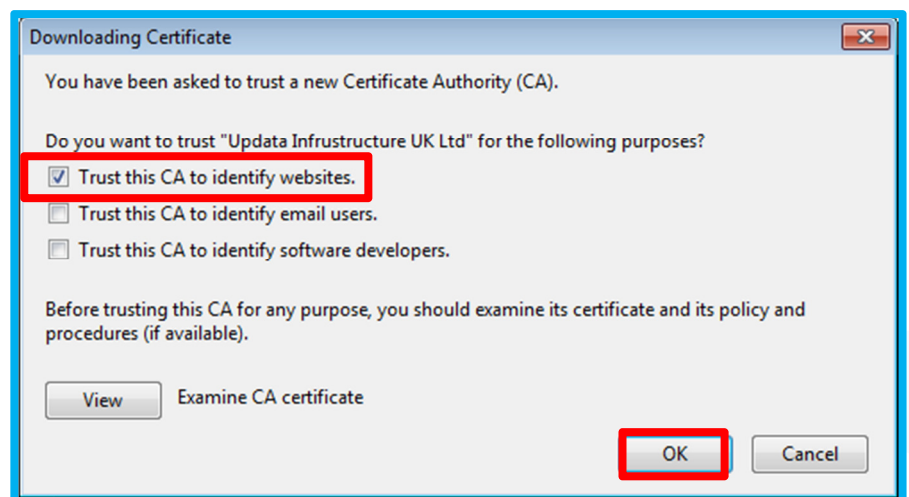 Downloading Certificate
You have been asked to trust a new Certificate Authority (CA).
Do you want to trust "Updata Infrustructure UK Ltd" for the following purposes?
Trust this CA to identify websites.
Trust this CA to identify email users.
Trust this CA to identify software developers.
Before trusting this CA for any purpose, you should examine its certificate and its policy and
procedures (if available).
View Examine CA certificate
OK Cancel